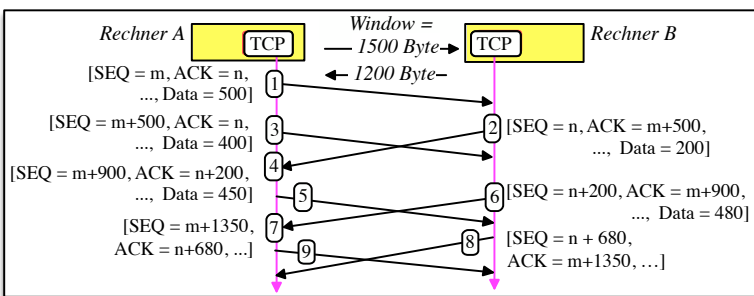 Rechner A
TCP
Window =
1500 Byte
1200 Byte
TCP
Rechner B
[SEQ = m, ACK = n,
..., Data = 500]
1
[SEQ = m+500, ACK = n,
..., Data = 400]
3
2
[SEQ = n, ACK = m+500,
..., Data = 200]
4
[SEQ = m+900, ACK = n+200,
..., Data = 450]
5
6
[SEQ = n+200, ACK = m+900,
..., Data = 480]
7
[SEQ = m+1350,
ACK = n+680, ...]
9
8
[SEQ = n + 680,
ACK = m+1350, …]